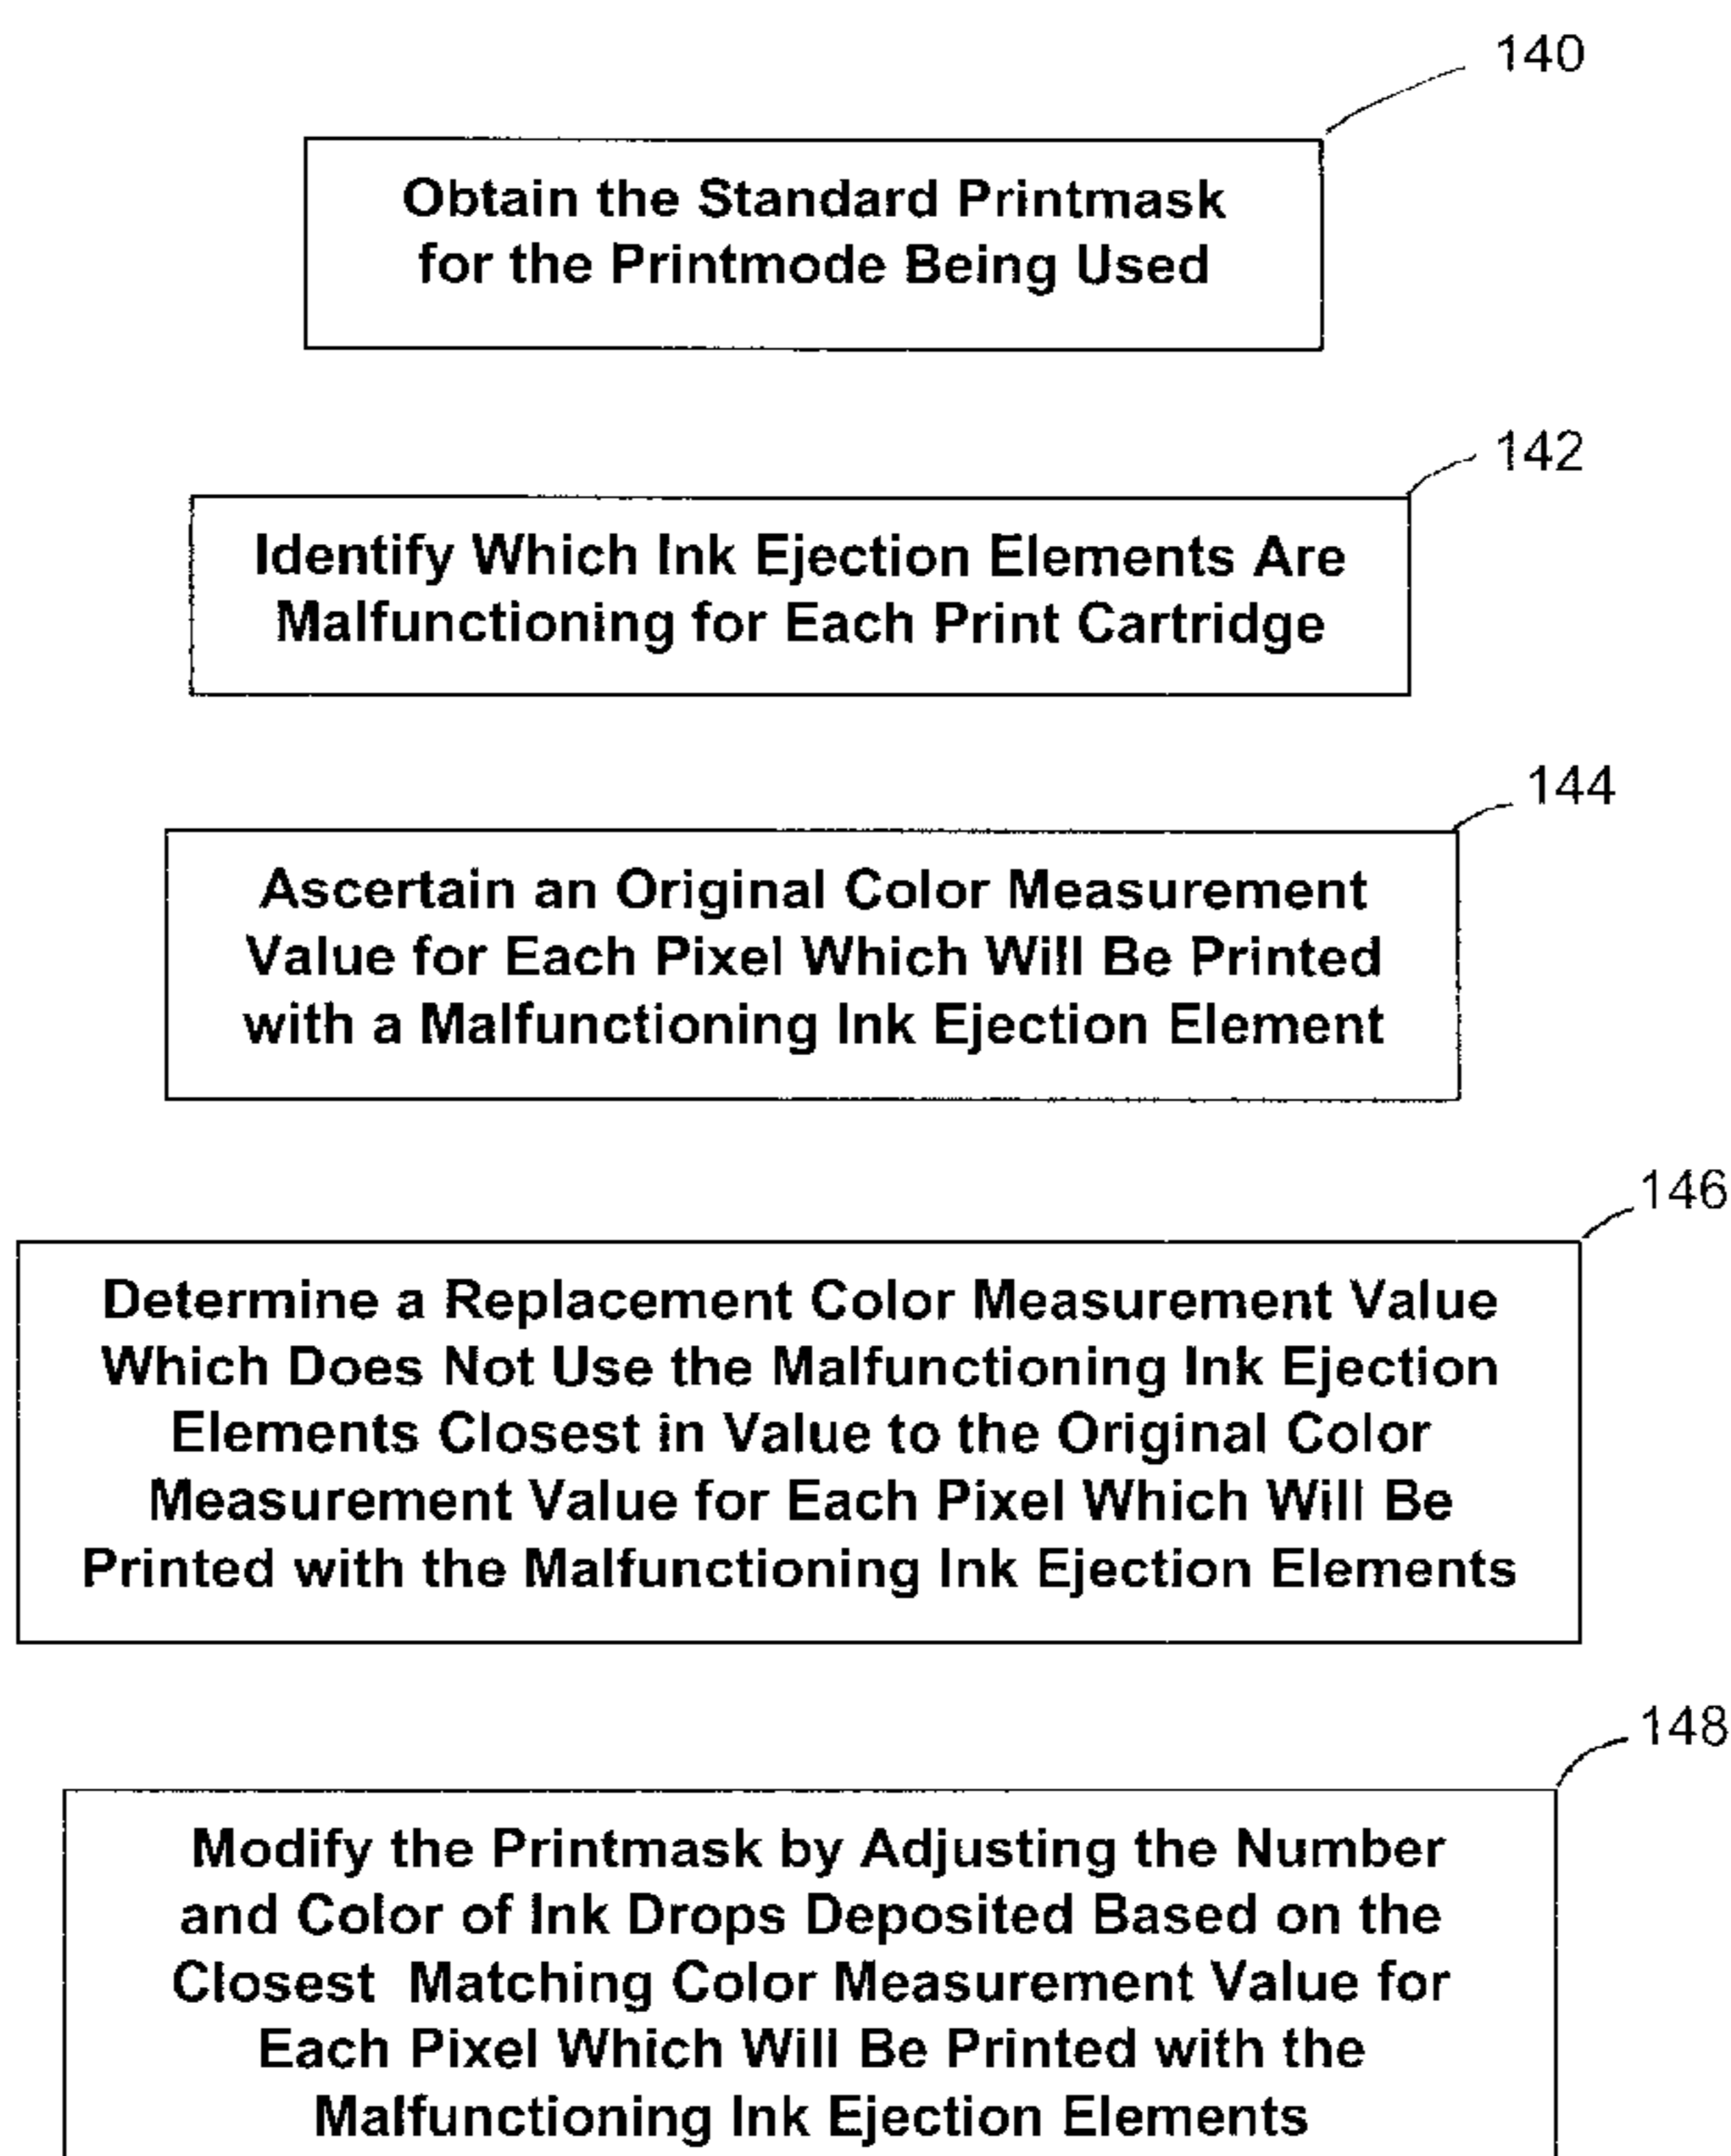 140
Obtain the Standard Printmask
for the Printmode Being Used
142
Identify Which Ink Ejection Elements Are
Malfunctioning for Each Print Cartridge
144
Ascertain an Original Color Measurement
Value for Each Pixel Which Will Be Printed
with a Malfunctioning Ink Ejection Element
146
Determine a Replacement Color Measurement Value
Which Does Not Use the Malfunctioning Ink Ejection
Elements Closest in Value to the Original Color
Measurement Value for Each Pixel Which Will Be
Printed with the Malfunctioning Ink Ejection Elements
148
Modify the Printmask by Adjusting the Number
and Color of Ink Drops Deposited Based on the
Closest Matching Color Measurement Value for
Each Pixel Which Will Be Printed with the
Malfunctioning Ink Ejection Elements